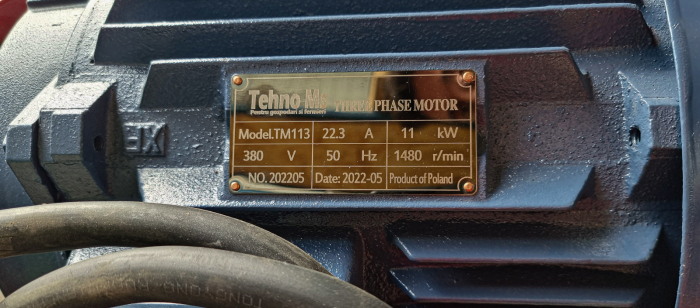 Tehno THREE PHASE MOTOR
Pentru gospodari si fermieri
Model.TM113 22.3 A 11 kW
380 V 50 Hz 1480 r/min
NO. 202205 Date: 2022-05 Product of Poland